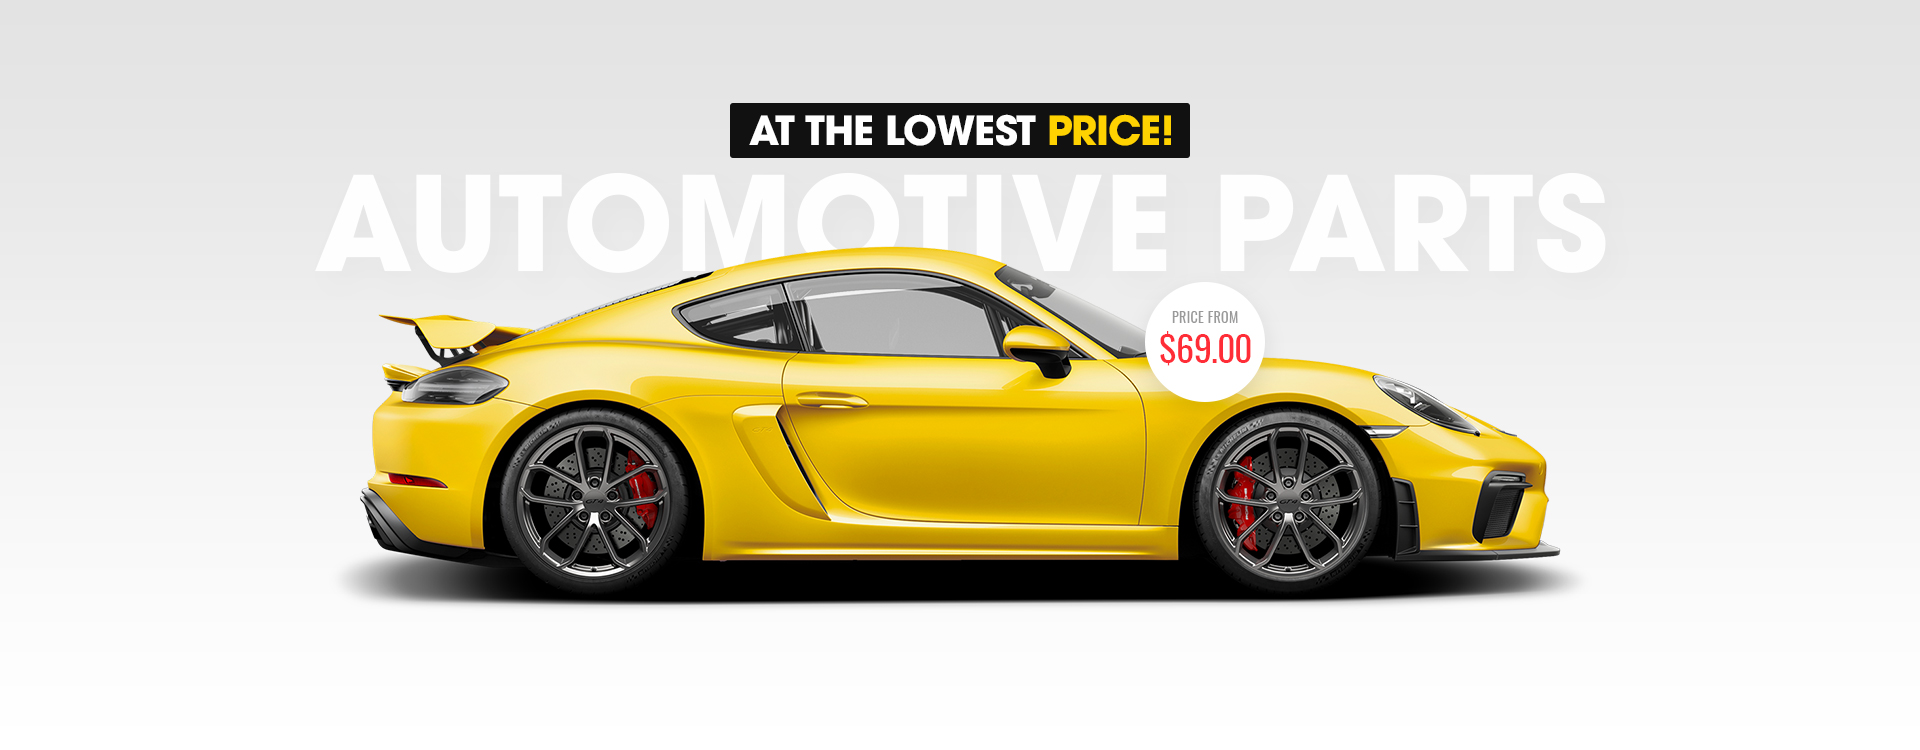 AT THE LOWEST PRICE!
AUTOMOTIVE PARTS
PRICE FROM
$69.00